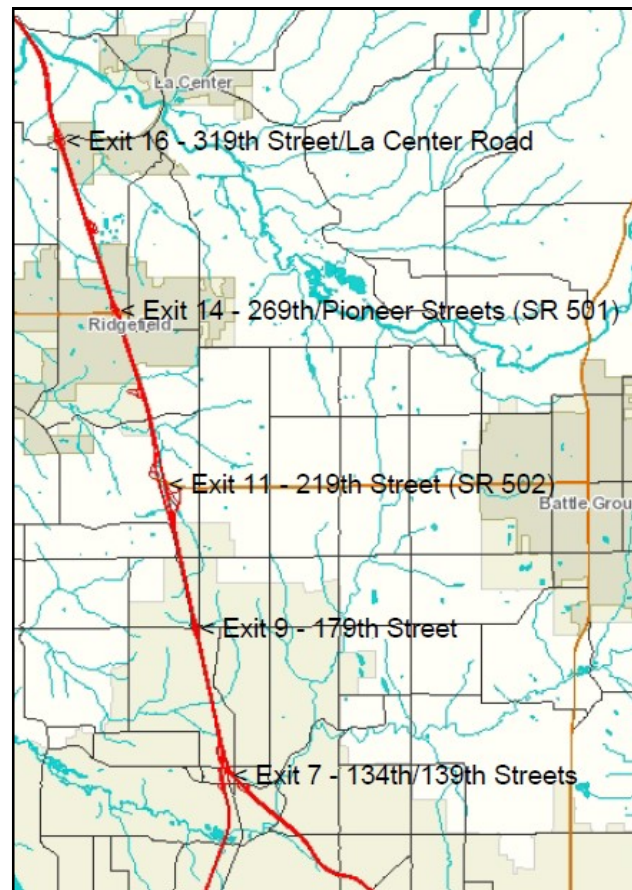 La Center
< Exit 16 - 319th Street/La Center Road
< Exit 14 - 269th/Pioneer Streets (SR 501)
Ridgefield
< Exit 11 - 219th Street (SR 502)
Battle Grou
< Exit 9 - 179th Street
< Exit 7 - 134th/139th Streets